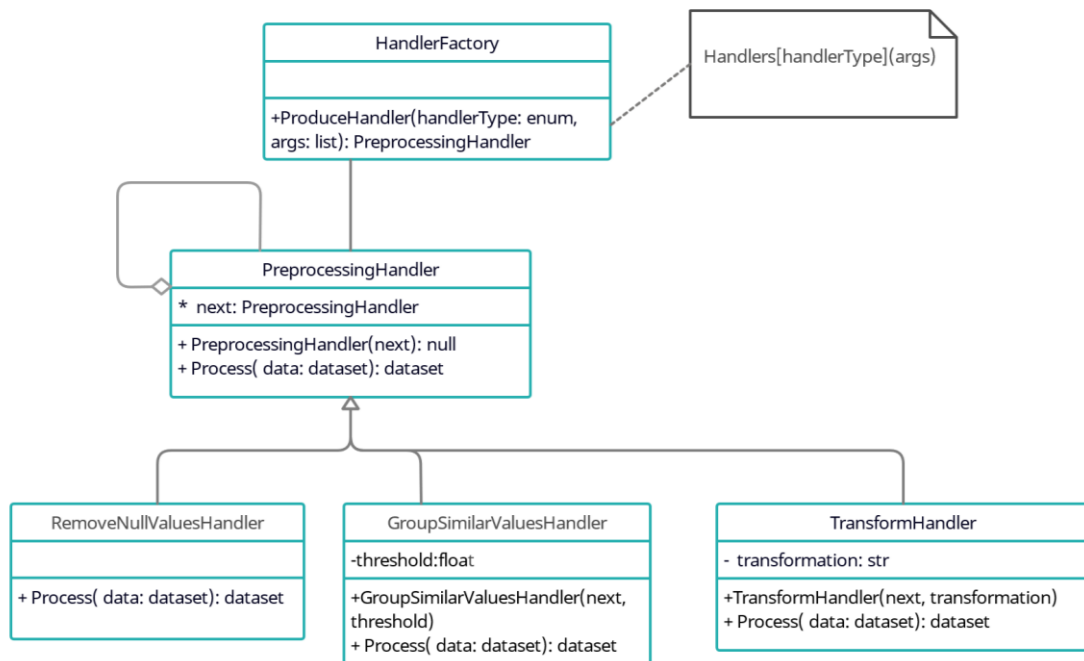 HandlerFactory
Handlers[handlerType](args)
+ProduceHandler(handlerType: enum,
args: list): PreprocessingHandler
PreprocessingHandler
* next: PreprocessingHandler
+ PreprocessingHandler(next): null
+ Process( data: dataset): dataset
RemoveNullValuesHandler
+ Process( data: dataset): dataset
GroupSimilarValuesHandler
-threshold:float
+GroupSimilarValuesHandler(next,
threshold)
+ Process( data: dataset): dataset
TransformHandler
- transformation: str
+TransformHandler(next, transformation)
+ Process( data: dataset): dataset